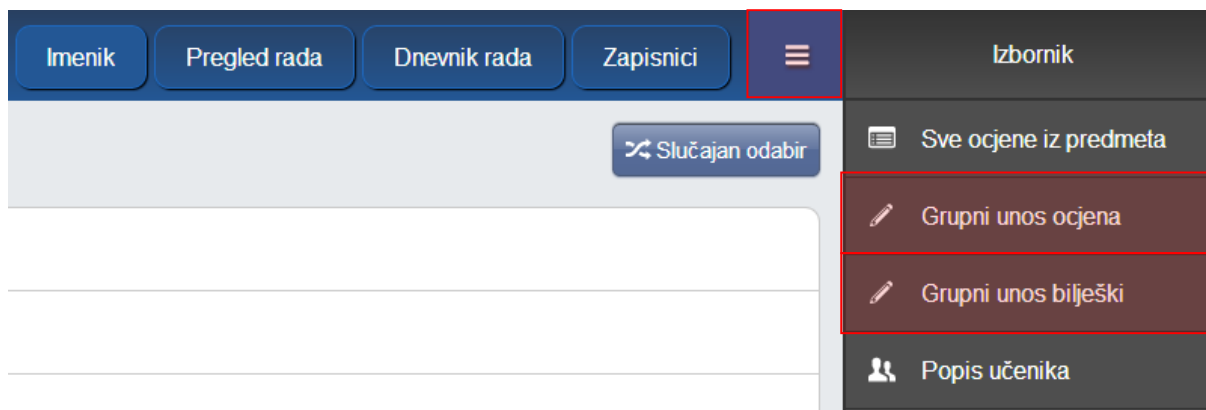 Imenik
Pregled rada
Dnevnik rada
Zapisnici
Izbornik
Slučajan odabir
Sve ocjene iz predmeta
Grupni unos ocjena
Grupni unos bilješki
Popis učenika